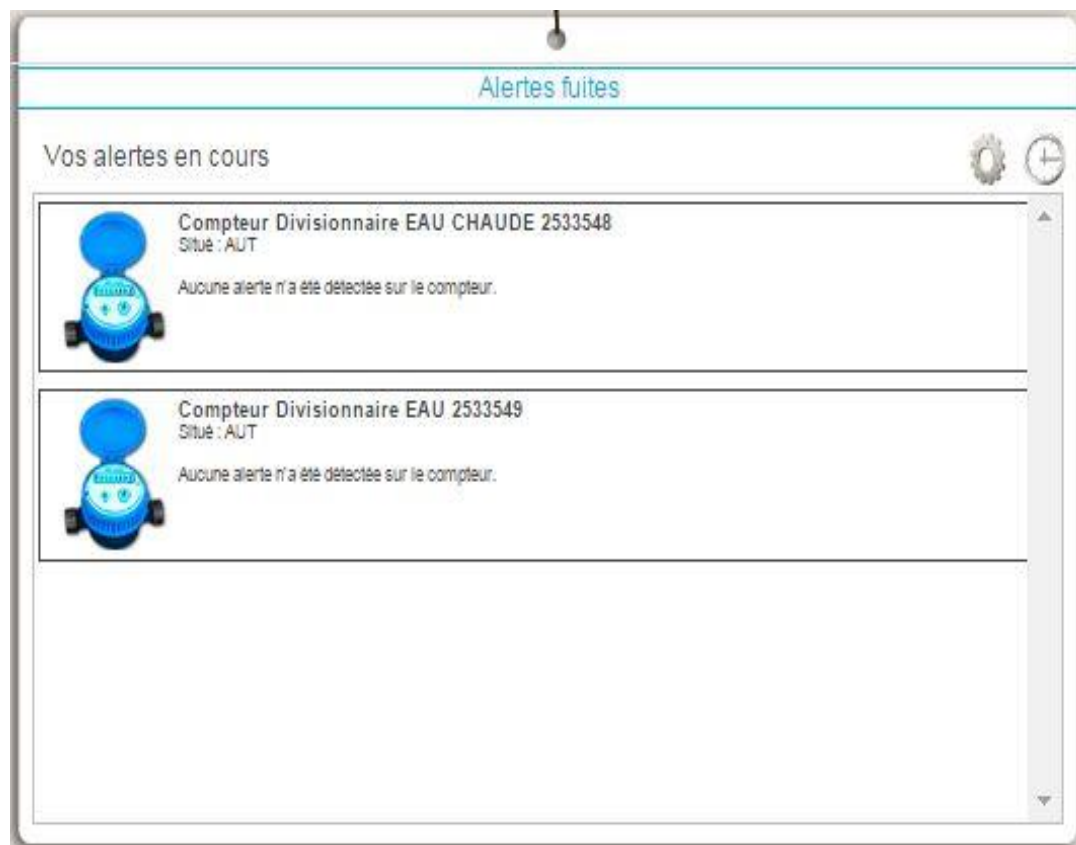 Alertes fuites
Vos alertes en cours
Compteur Divisionnaire EAU CHAUDE 2533548
Situé : AUT
Aucune alerte n'a été détectée sur le compteur.
Compteur Divisionnaire EAU 2533549
Situé : AUT
Aucune alerte n'a été détectée sur le compteur.